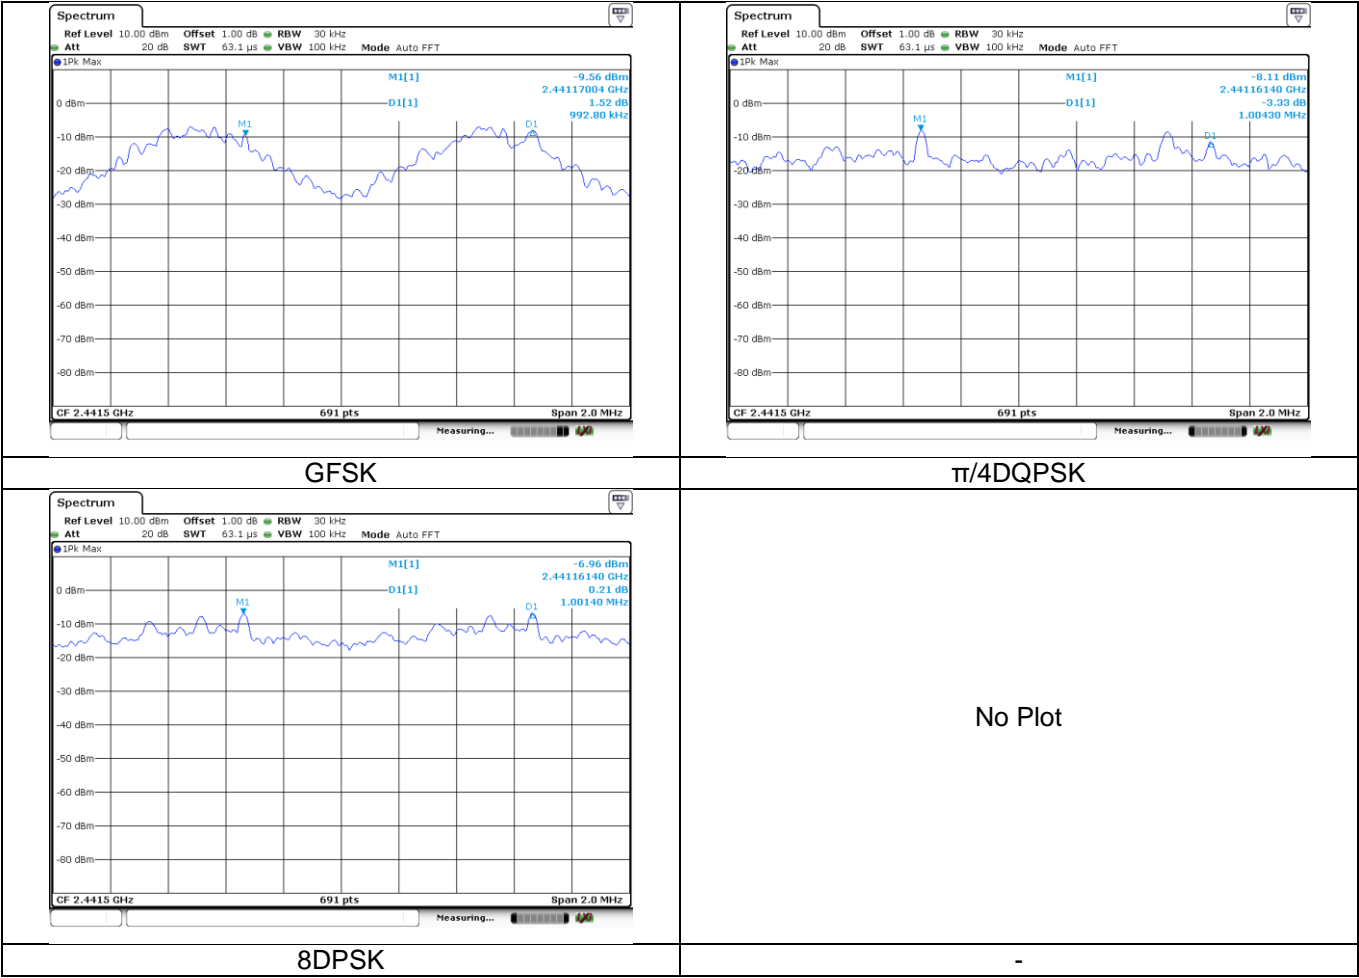 Spectrum
Ref Level 10.00 dBm Offset 1.00 dB RBW 30 kHz
Att 20 dB SWT 63.1 µs VBW 100 kHz Mode Auto FFT
1Pk Max
M1[1] -9.56 dBm
2.44117004 GHz
0 dBm D1[1] 1.52 dB
992.80 kHz
M1 D1
-10 dBm
-20 dBm
-30 dBm
-40 dBm
-50 dBm
-60 dBm
-70 dBm
-80 dBm
CF 2.4415 GHz 691 pts Span 2.0 MHz
Measuring...
GFSK
Spectrum
Ref Level 10.00 dBm Offset 1.00 dB RBW 30 kHz
Att 20 dB SWT 63.1 µs VBW 100 kHz Mode Auto FFT
1Pk Max
M1[1] -8.11 dBm
2.44116140 GHz
0 dBm D1[1] -3.33 dB
1.00430 MHz
M1
-10 dBm D1
-20 dBm
-30 dBm
-40 dBm
-50 dBm
-60 dBm
-70 dBm
-80 dBm
CF 2.4415 GHz 691 pts Span 2.0 MHz
Measuring...
π/4DQPSK
Spectrum
Ref Level 10.00 dBm Offset 1.00 dB RBW 30 kHz
Att 20 dB SWT 63.1 µs VBW 100 kHz Mode Auto FFT
1Pk Max
M1[1] -6.96 dBm
2.44116140 GHz
0 dBm D1[1] 0.21 dB
1.00140 MHz
M1 D1
-10 dBm
-20 dBm
-30 dBm
-40 dBm
-50 dBm
-60 dBm
-70 dBm
-80 dBm
CF 2.4415 GHz 691 pts Span 2.0 MHz
Measuring...
8DPSK
No Plot
-